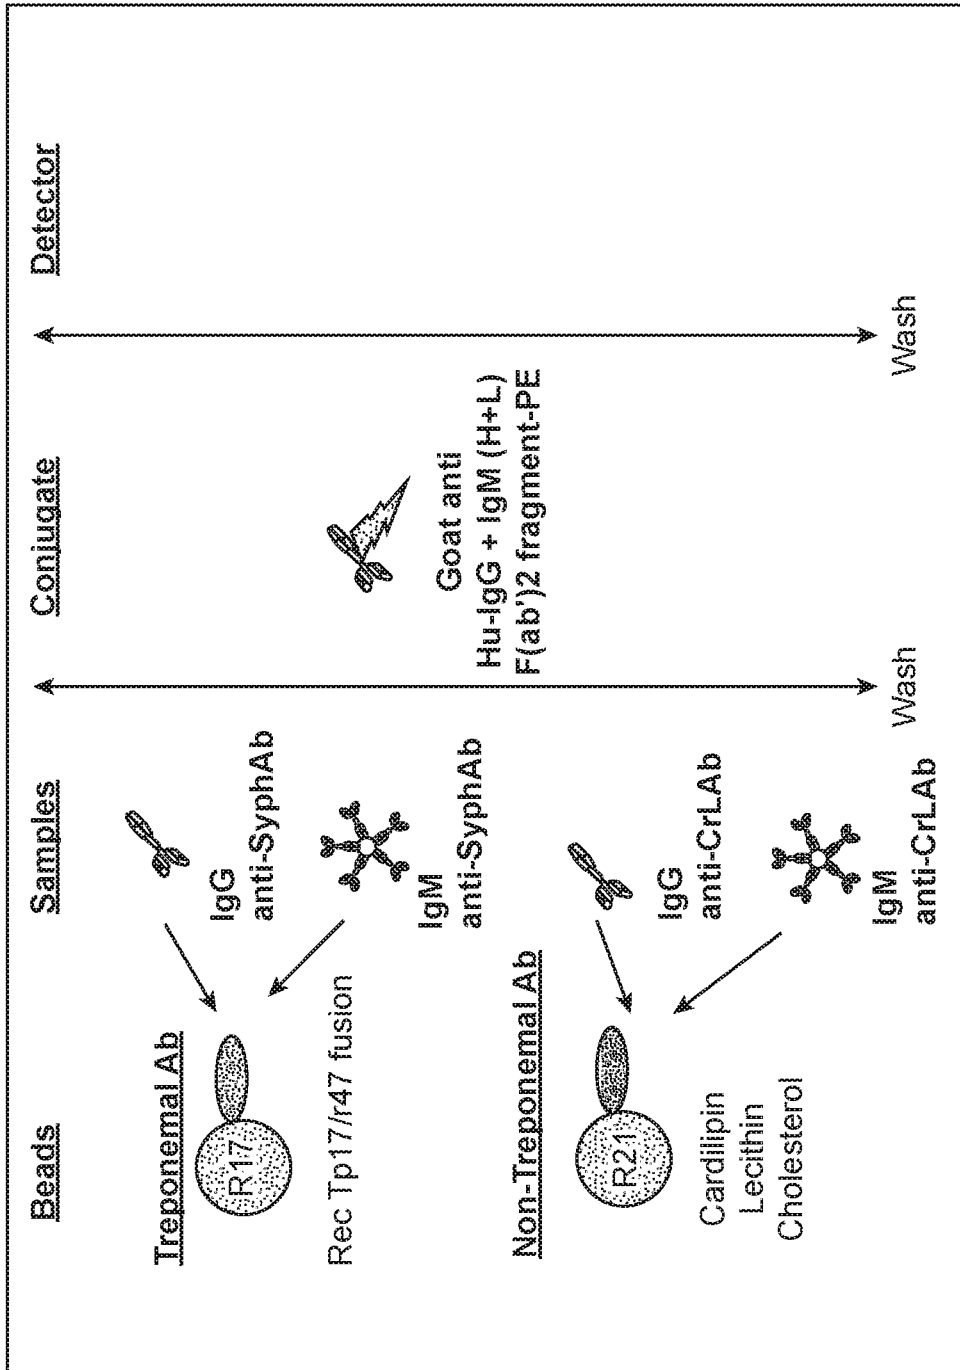 Beads
Samples
Conjugate
Detector
Treponemal Ab
R17
Rec Tp17/r47 fusion
IgG
anti-SyphAb
IgM
anti-SyphAb
Non-Treponemal Ab
R21
Cardilipin
Lecithin
Cholesterol
IgG
anti-CrLAb
IgM
anti-CrLAb
Wash
Goat anti
Hu-IgG + IgM (H+L)
F(ab')2 fragment-PE
Wash